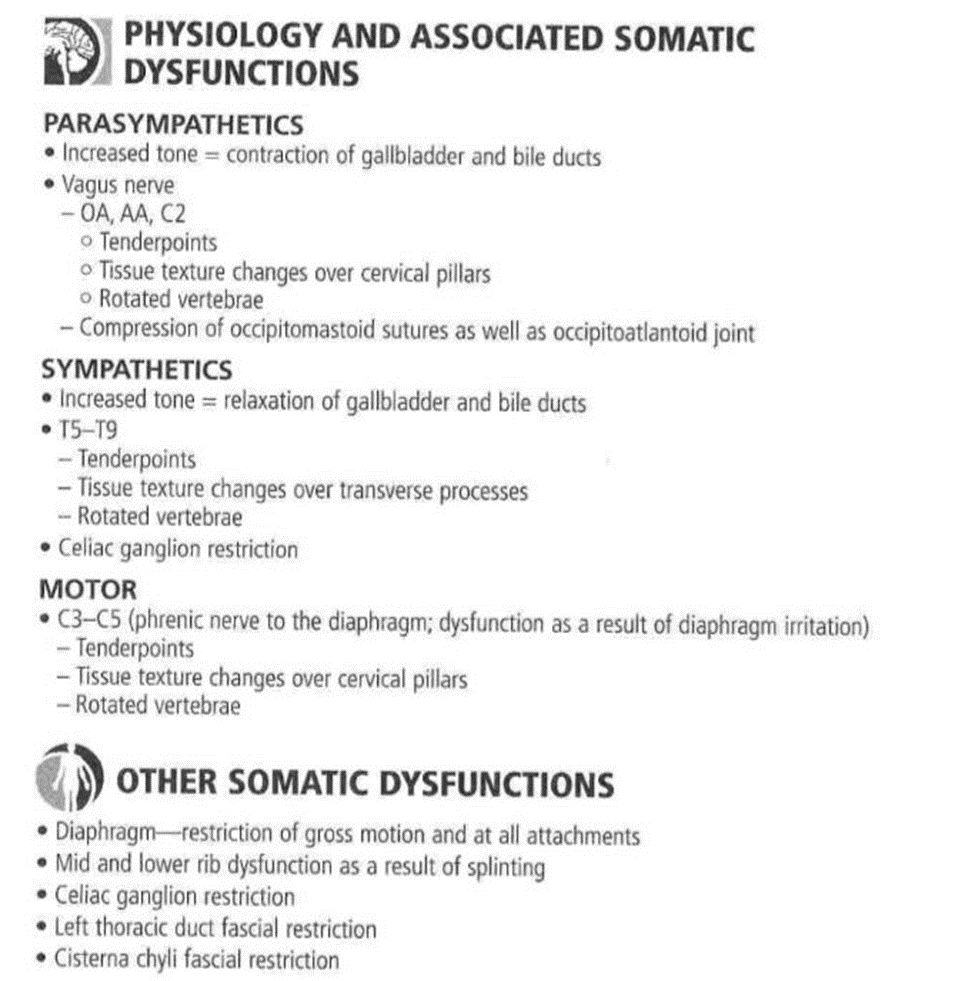 PHYSIOLOGY AND ASSOCIATED SOMATIC
DYSFUNCTIONS
PARASYMPATHETICS
• Increased tone = contraction of gallbladder and bile ducts
• Vagus nerve
– OA, AA, C2
○ Tenderpoints
○ Tissue texture changes over cervical pillars
○ Rotated vertebrae
– Compression of occipitomastoid sutures as well as occipitoatlantoid joint
SYMPATHETICS
• Increased tone = relaxation of gallbladder and bile ducts
• T5–T9
– Tenderpoints
– Tissue texture changes over transverse processes
– Rotated vertebrae
• Celiac ganglion restriction
MOTOR
• C3–C5 (phrenic nerve to the diaphragm; dysfunction as a result of diaphragm irritation)
– Tenderpoints
– Tissue texture changes over cervical pillars
– Rotated vertebrae
OTHER SOMATIC DYSFUNCTIONS
• Diaphragm—restriction of gross motion and at all attachments
• Mid and lower rib dysfunction as a result of splinting
• Celiac ganglion restriction
• Left thoracic duct fascial restriction
• Cisterna chyli fascial restriction